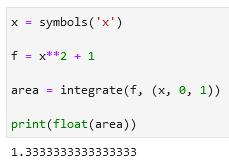 x = symbols('x')
f = x**2 + 1
area = integrate(f, (x, 0, 1))
print(float(area))
1.3333333333333333